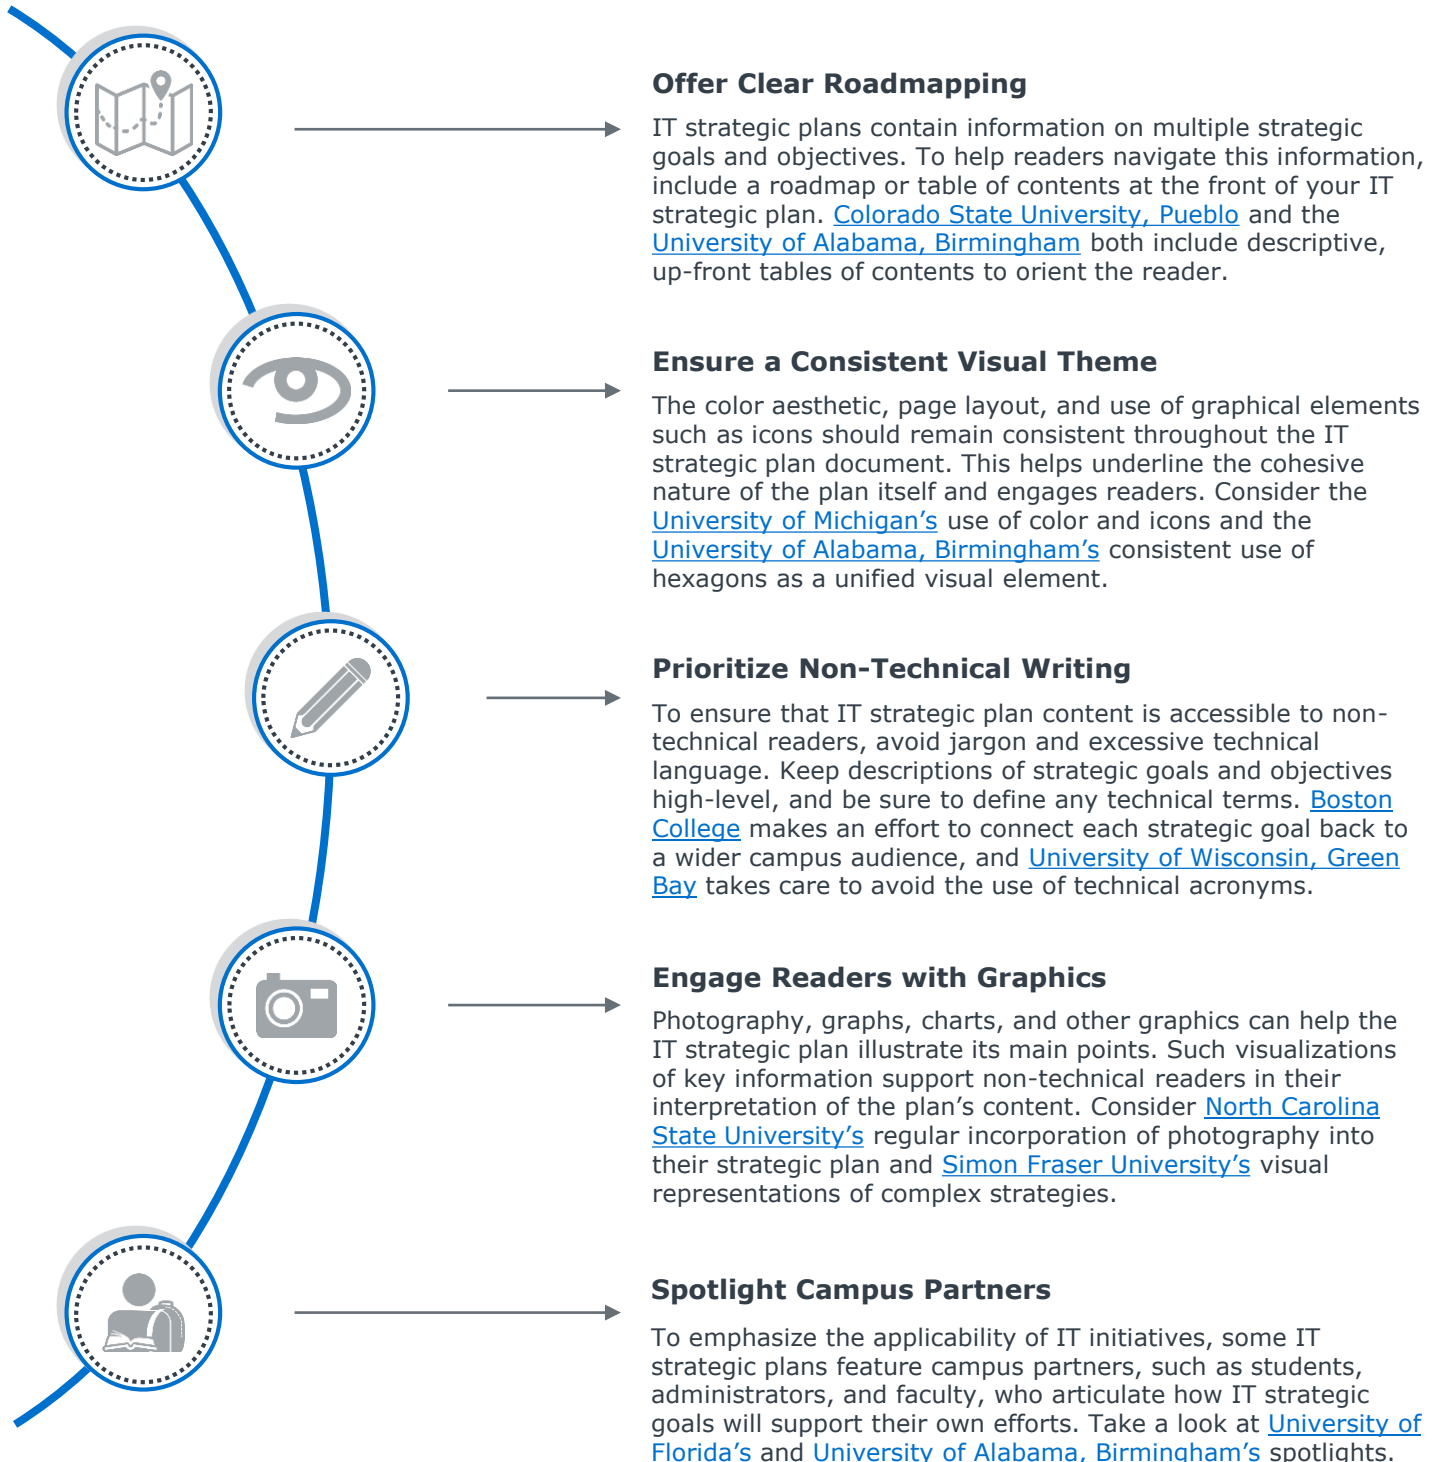 Offer Clear Roadmapping
IT strategic plans contain information on multiple strategic
goals and objectives. To help readers navigate this information,
include a roadmap or table of contents at the front of your IT
strategic plan. Colorado State University, Pueblo and the
University of Alabama, Birmingham both include descriptive,
up-front tables of contents to orient the reader.
Ensure a Consistent Visual Theme
The color aesthetic, page layout, and use of graphical elements
such as icons should remain consistent throughout the IT
strategic plan document. This helps underline the cohesive
nature of the plan itself and engages readers. Consider the
University of Michigan’s use of color and icons and the
University of Alabama, Birmingham’s consistent use of
hexagons as a unified visual element.
Prioritize Non-Technical Writing
To ensure that IT strategic plan content is accessible to non-
technical readers, avoid jargon and excessive technical
language. Keep descriptions of strategic goals and objectives
high-level, and be sure to define any technical terms. Boston
College makes an effort to connect each strategic goal back to
a wider campus audience, and University of Wisconsin, Green
Bay takes care to avoid the use of technical acronyms.
Engage Readers with Graphics
Photography, graphs, charts, and other graphics can help the
IT strategic plan illustrate its main points. Such visualizations
of key information support non-technical readers in their
interpretation of the plan’s content. Consider North Carolina
State University’s regular incorporation of photography into
their strategic plan and Simon Fraser University’s visual
representations of complex strategies.
Spotlight Campus Partners
To emphasize the applicability of IT initiatives, some IT
strategic plans feature campus partners, such as students,
administrators, and faculty, who articulate how IT strategic
goals will support their own efforts. Take a look at University of
Florida’s and University of Alabama, Birmingham’s spotlights.